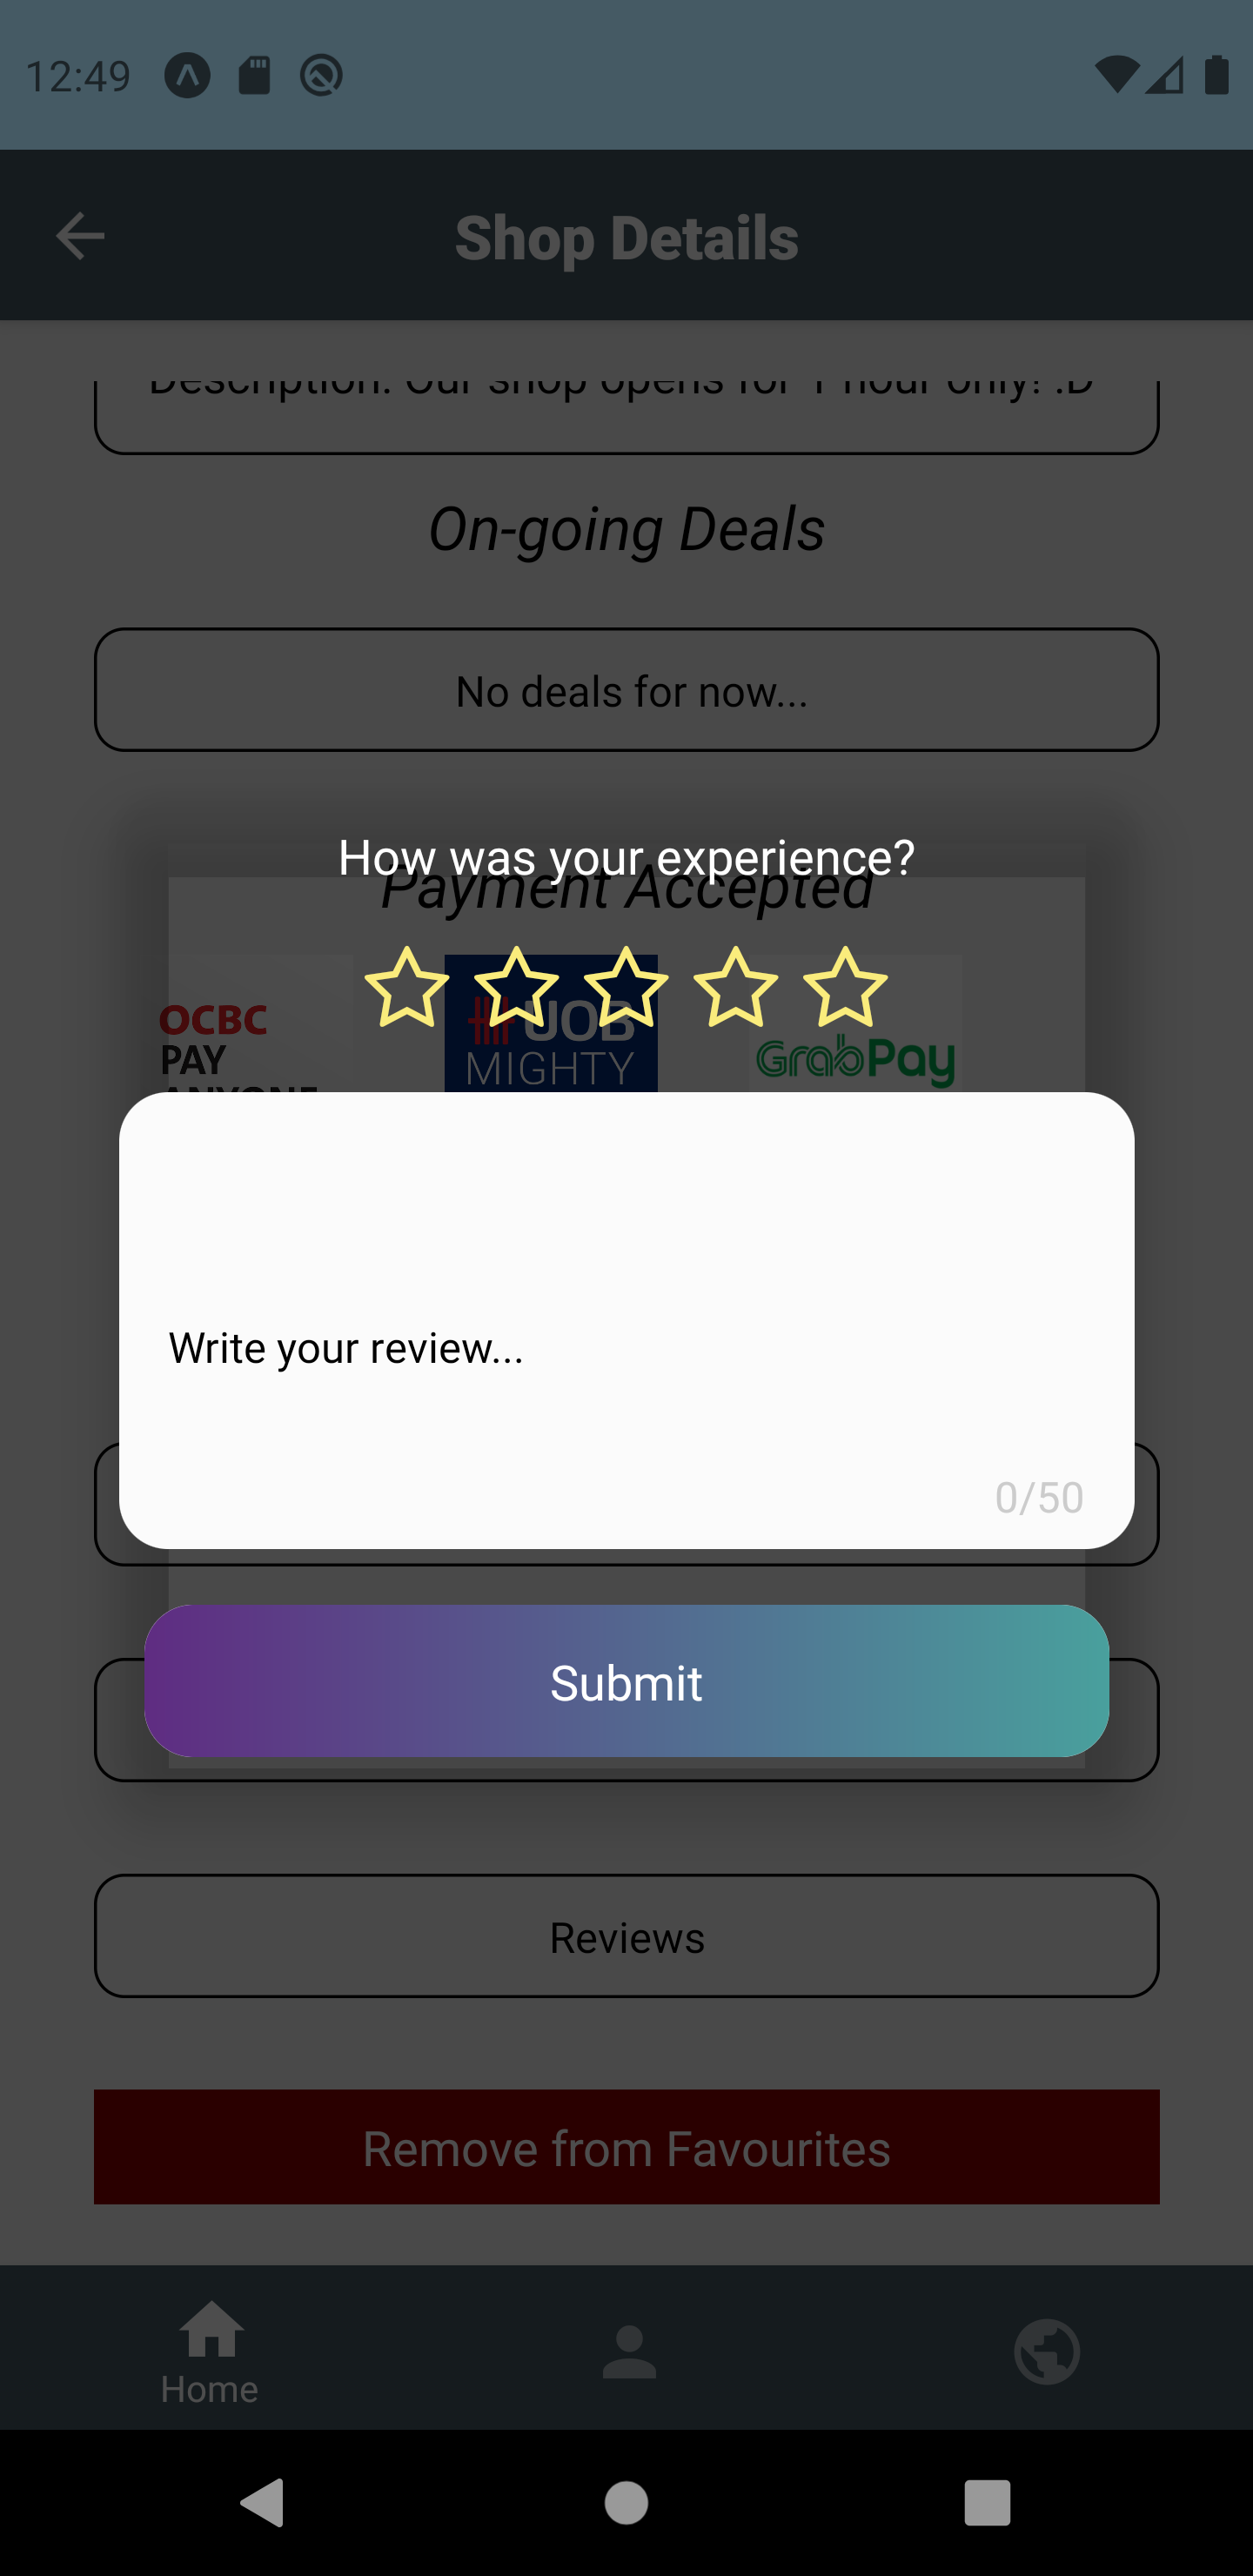 12:49
Shop Details
Description: Our shop opens for 1 hour only! :D
On-going Deals
No deals for now...
How was your experience?
Payment Accepted
OCBC
PAY
ANYONE
UOB
MIGHTY
GrabPay
Write your review...
0/50
Submit
Reviews
Remove from Favourites
Home